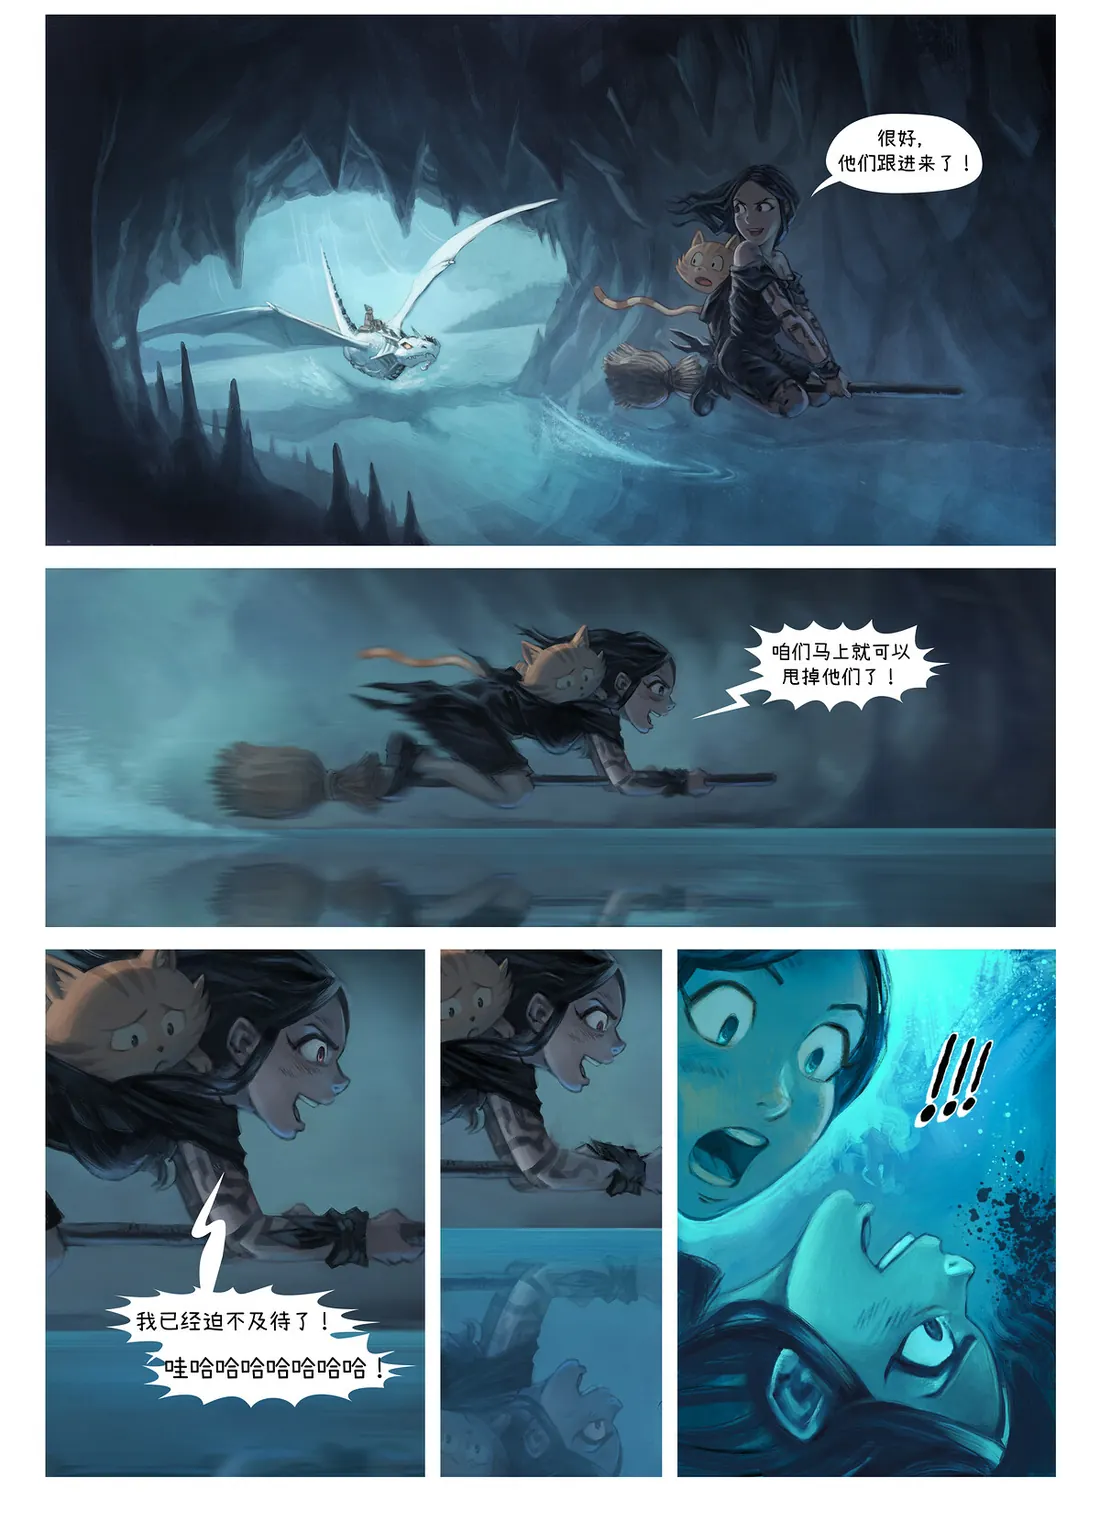 很好,
他们跟进来了！
咱们马上就可以
甩掉他们了！
我已经迫不及待了！
哇哈哈哈哈哈哈哈！
!!!